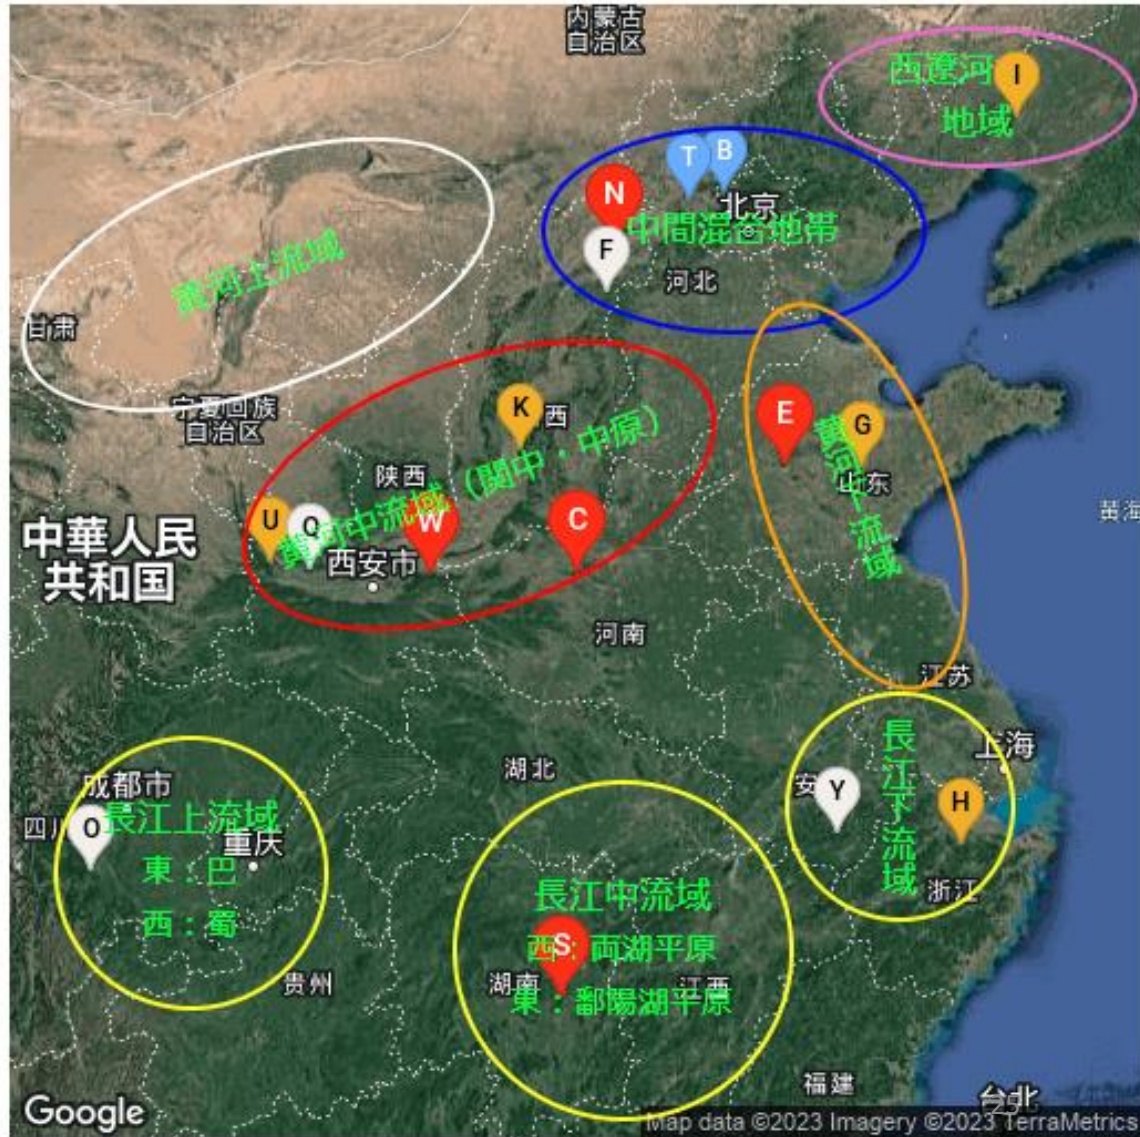 内蒙古
自治区
西遼河
I
地域
T
B
N
北京
中間混合地帯
F
河北
黄河上流域
甘肃
宁夏回族
自治区
K
西
E
G
黄河下流域
山东
陕西
黄河中流域（関中・中原）
U
Q
W
C
西安市
黄海
中華人民
共和国
河南
江苏
上海
長江下流域
安
Y
H
浙江
湖北
成都市
長江上流域
四川
O
重庆
東：巴
西：蜀
長江中流域
S
西：両湖平原
湖南
江西
東：鄱陽湖平原
贵州
福建
台北
25
Google
Map data ©2023 Imagery ©2023 TerraMetrics